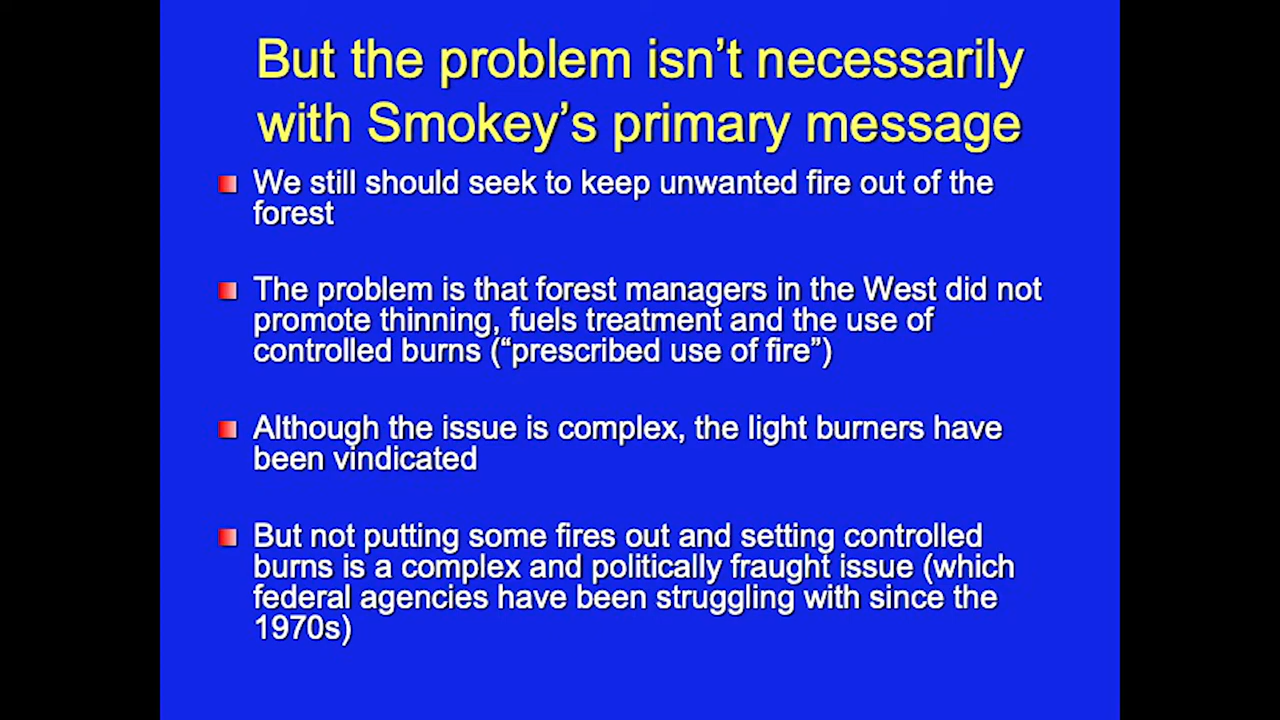 But the problem isn’t necessarily
with Smokey’s primary message
We still should seek to keep unwanted fire out of the
forest
The problem is that forest managers in the West did not
promote thinning, fuels treatment and the use of
controlled burns (“prescribed use of fire”)
Although the issue is complex, the light burners have
been vindicated
But not putting some fires out and setting controlled
burns is a complex and politically fraught issue (which
federal agencies have been struggling with since the
1970s)